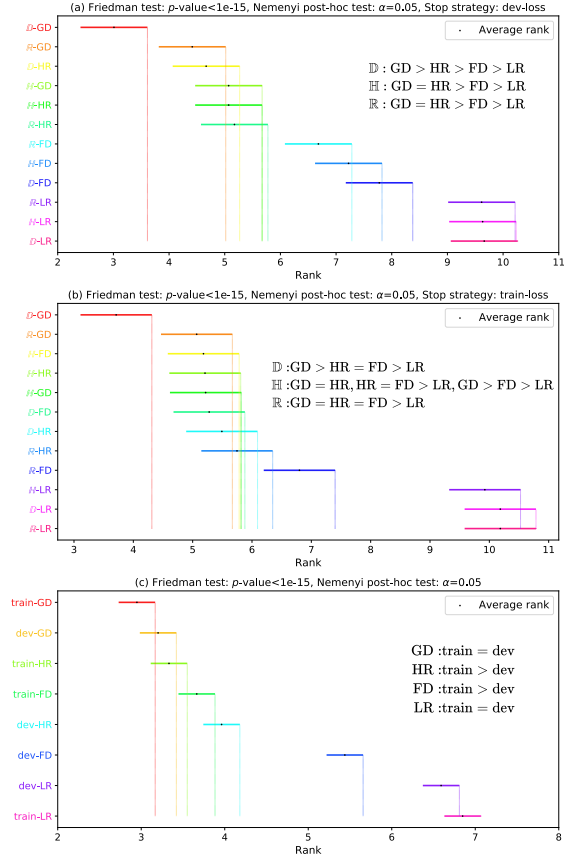 (a) Friedman test: p-value<1e-15, Nemenyi post-hoc test: α=0.05, Stop strategy: dev-loss
Average rank
𝔻-GD
ℝ-GD
𝔻-HR
ℍ-GD
ℍ-HR
ℝ-HR
ℝ-FD
ℍ-FD
𝔻-FD
ℝ-LR
ℍ-LR
𝔻-LR
𝔻 : GD > HR > FD > LR
ℍ : GD = HR > FD > LR
ℝ : GD = HR > FD > LR
2 3 4 5 6 7 8 9 10 11
Rank
(b) Friedman test: p-value<1e-15, Nemenyi post-hoc test: α=0.05, Stop strategy: train-loss
Average rank
𝔻-GD
ℝ-GD
ℍ-FD
ℍ-HR
ℍ-GD
𝔻-FD
𝔻-HR
ℝ-HR
ℝ-FD
ℍ-LR
𝔻-LR
ℝ-LR
𝔻 :GD > HR = FD > LR
ℍ :GD = HR, HR = FD > LR, GD > FD > LR
ℝ :GD = HR = FD > LR
3 4 5 6 7 8 9 10 11
Rank
(c) Friedman test: p-value<1e-15, Nemenyi post-hoc test: α=0.05
Average rank
train-GD
dev-GD
train-HR
train-FD
dev-HR
dev-FD
dev-LR
train-LR
GD :train = dev
HR :train > dev
FD :train > dev
LR :train = dev
2 3 4 5 6 7 8
Rank